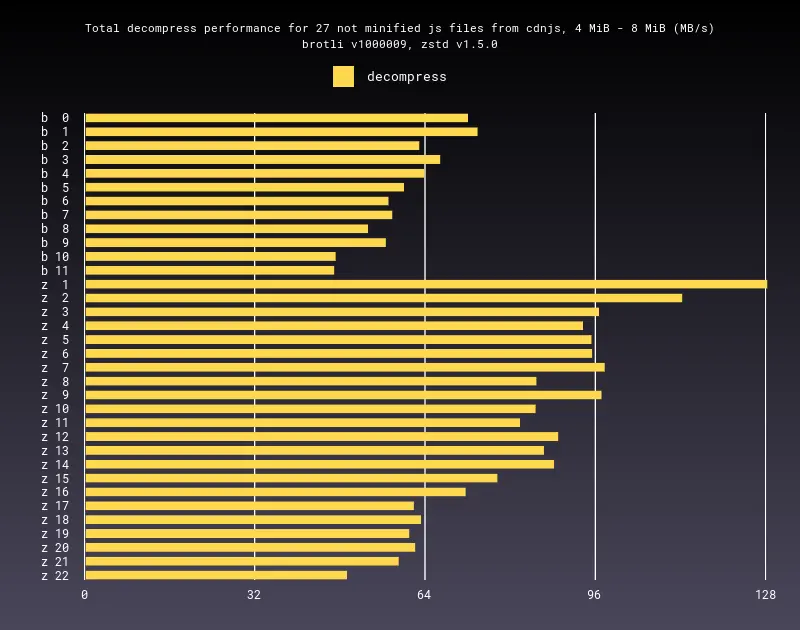 Total decompress performance for 27 not minified js files from cdnjs, 4 MiB - 8 MiB (MB/s)
brotli v1000009, zstd v1.5.0
decompress
b 0
b 1
b 2
b 3
b 4
b 5
b 6
b 7
b 8
b 9
b 10
b 11
z 1
z 2
z 3
z 4
z 5
z 6
z 7
z 8
z 9
z 10
z 11
z 12
z 13
z 14
z 15
z 16
z 17
z 18
z 19
z 20
z 21
z 22
0 32 64 96 128